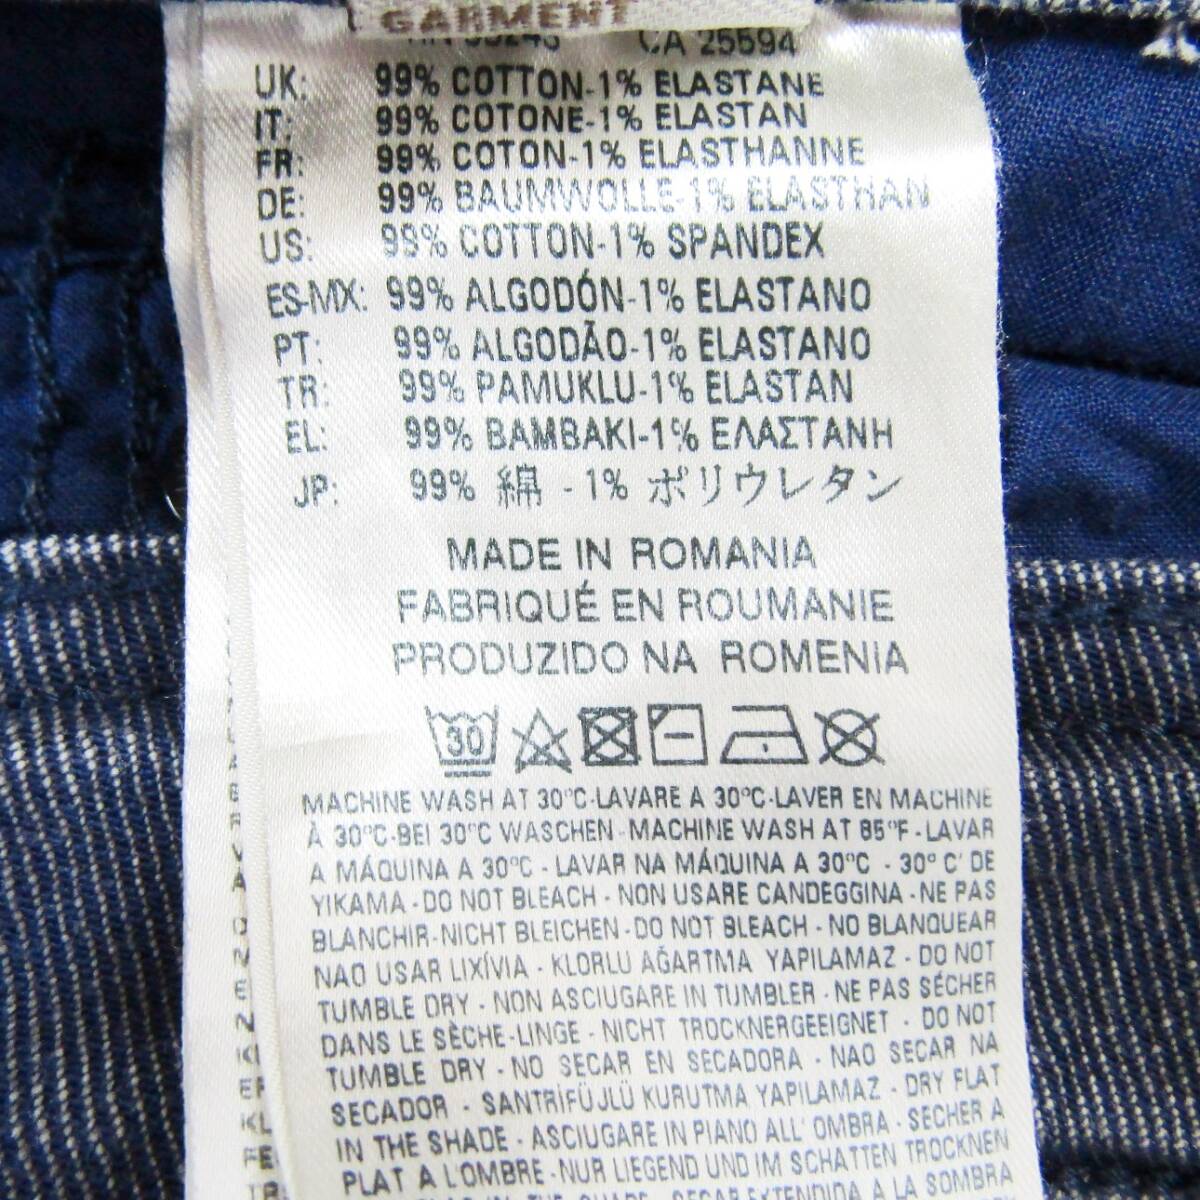 GARMENT
CA 25594
UK: 99% COTTON-1% ELASTANE
IT: 99% COTONE-1% ELASTAN
FR: 99% COTON-1% ELASTHANNE
DE: 99% BAUMWOLLE-1% ELASTHAN
US: 99% COTTON-1% SPANDEX
ES-MX: 99% ALGODÓN-1% ELASTANO
PT: 99% ALGODÃO-1% ELASTANO
TR: 99% PAMUKLU-1% ELASTAN
EL: 99% BAMBAKI-1% ΕΛΑΣΤΑΝΗ
JP: 99% 綿 - 1% ポリウレタン
MADE IN ROMANIA
FABRIQUÉ EN ROUMANIE
PRODUZIDO NA ROMENIA
30
MACHINE WASH AT 30°C-LAVARE A 30°C-LAVER EN MACHINE
À 30°C-BEI 30°C WASCHEN-MACHINE WASH AT 85°F - LAVAR
A MÁQUINA A 30°C - LAVAR NA MÁQUINA A 30°C - 30° C' DE
YIKAMA - DO NOT BLEACH - NON USARE CANDEGGINA - NE PAS
BLANCHIR-NICHT BLEICHEN - DO NOT BLEACH - NO BLANQUEAR
NAO USAR LIXÍVIA - KLORLU AĞARTMA YAPILAMAZ - DO NOT
TUMBLE DRY - NON ASCIUGARE IN TUMBLER - NE PAS SÉCHER
DANS LE SÈCHE-LINGE - NICHT TROCKNERGEEIGNET - DO NOT
TUMBLE DRY - NO SECAR EN SECADORA - NAO SECAR NA
SECADOR - SANTRİFÜJLÜ KURUTMA YAPILAMAZ - DRY FLAT
IN THE SHADE - ASCIUGARE IN PIANO ALL' OMBRA - SECHER A
PLAT A L'OMBRE - NUR LIEGEND UND IM SCHATTEN TROCKNEN
IN THE SHADE - SECAR EXTENDIDA A LA SOMBRA